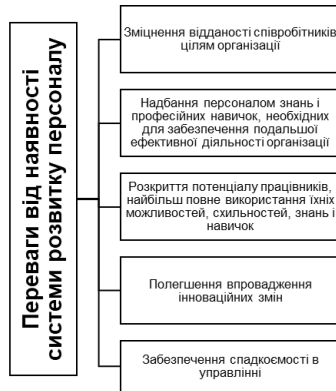 Переваги від наявності
системи розвитку персоналу
Зміцнення відданості співробітників
цілям організації
Надбання персоналом знань і
професійних навичок, необхідних
для забезпечення подальшої
ефективної діяльності організації
Розкриття потенціалу працівників,
найбільш повне використання їхніх
можливостей, схильностей, знань і
навичок
Полегшення впровадження
інноваційних змін
Забезпечення спадкоємості в
управлінні